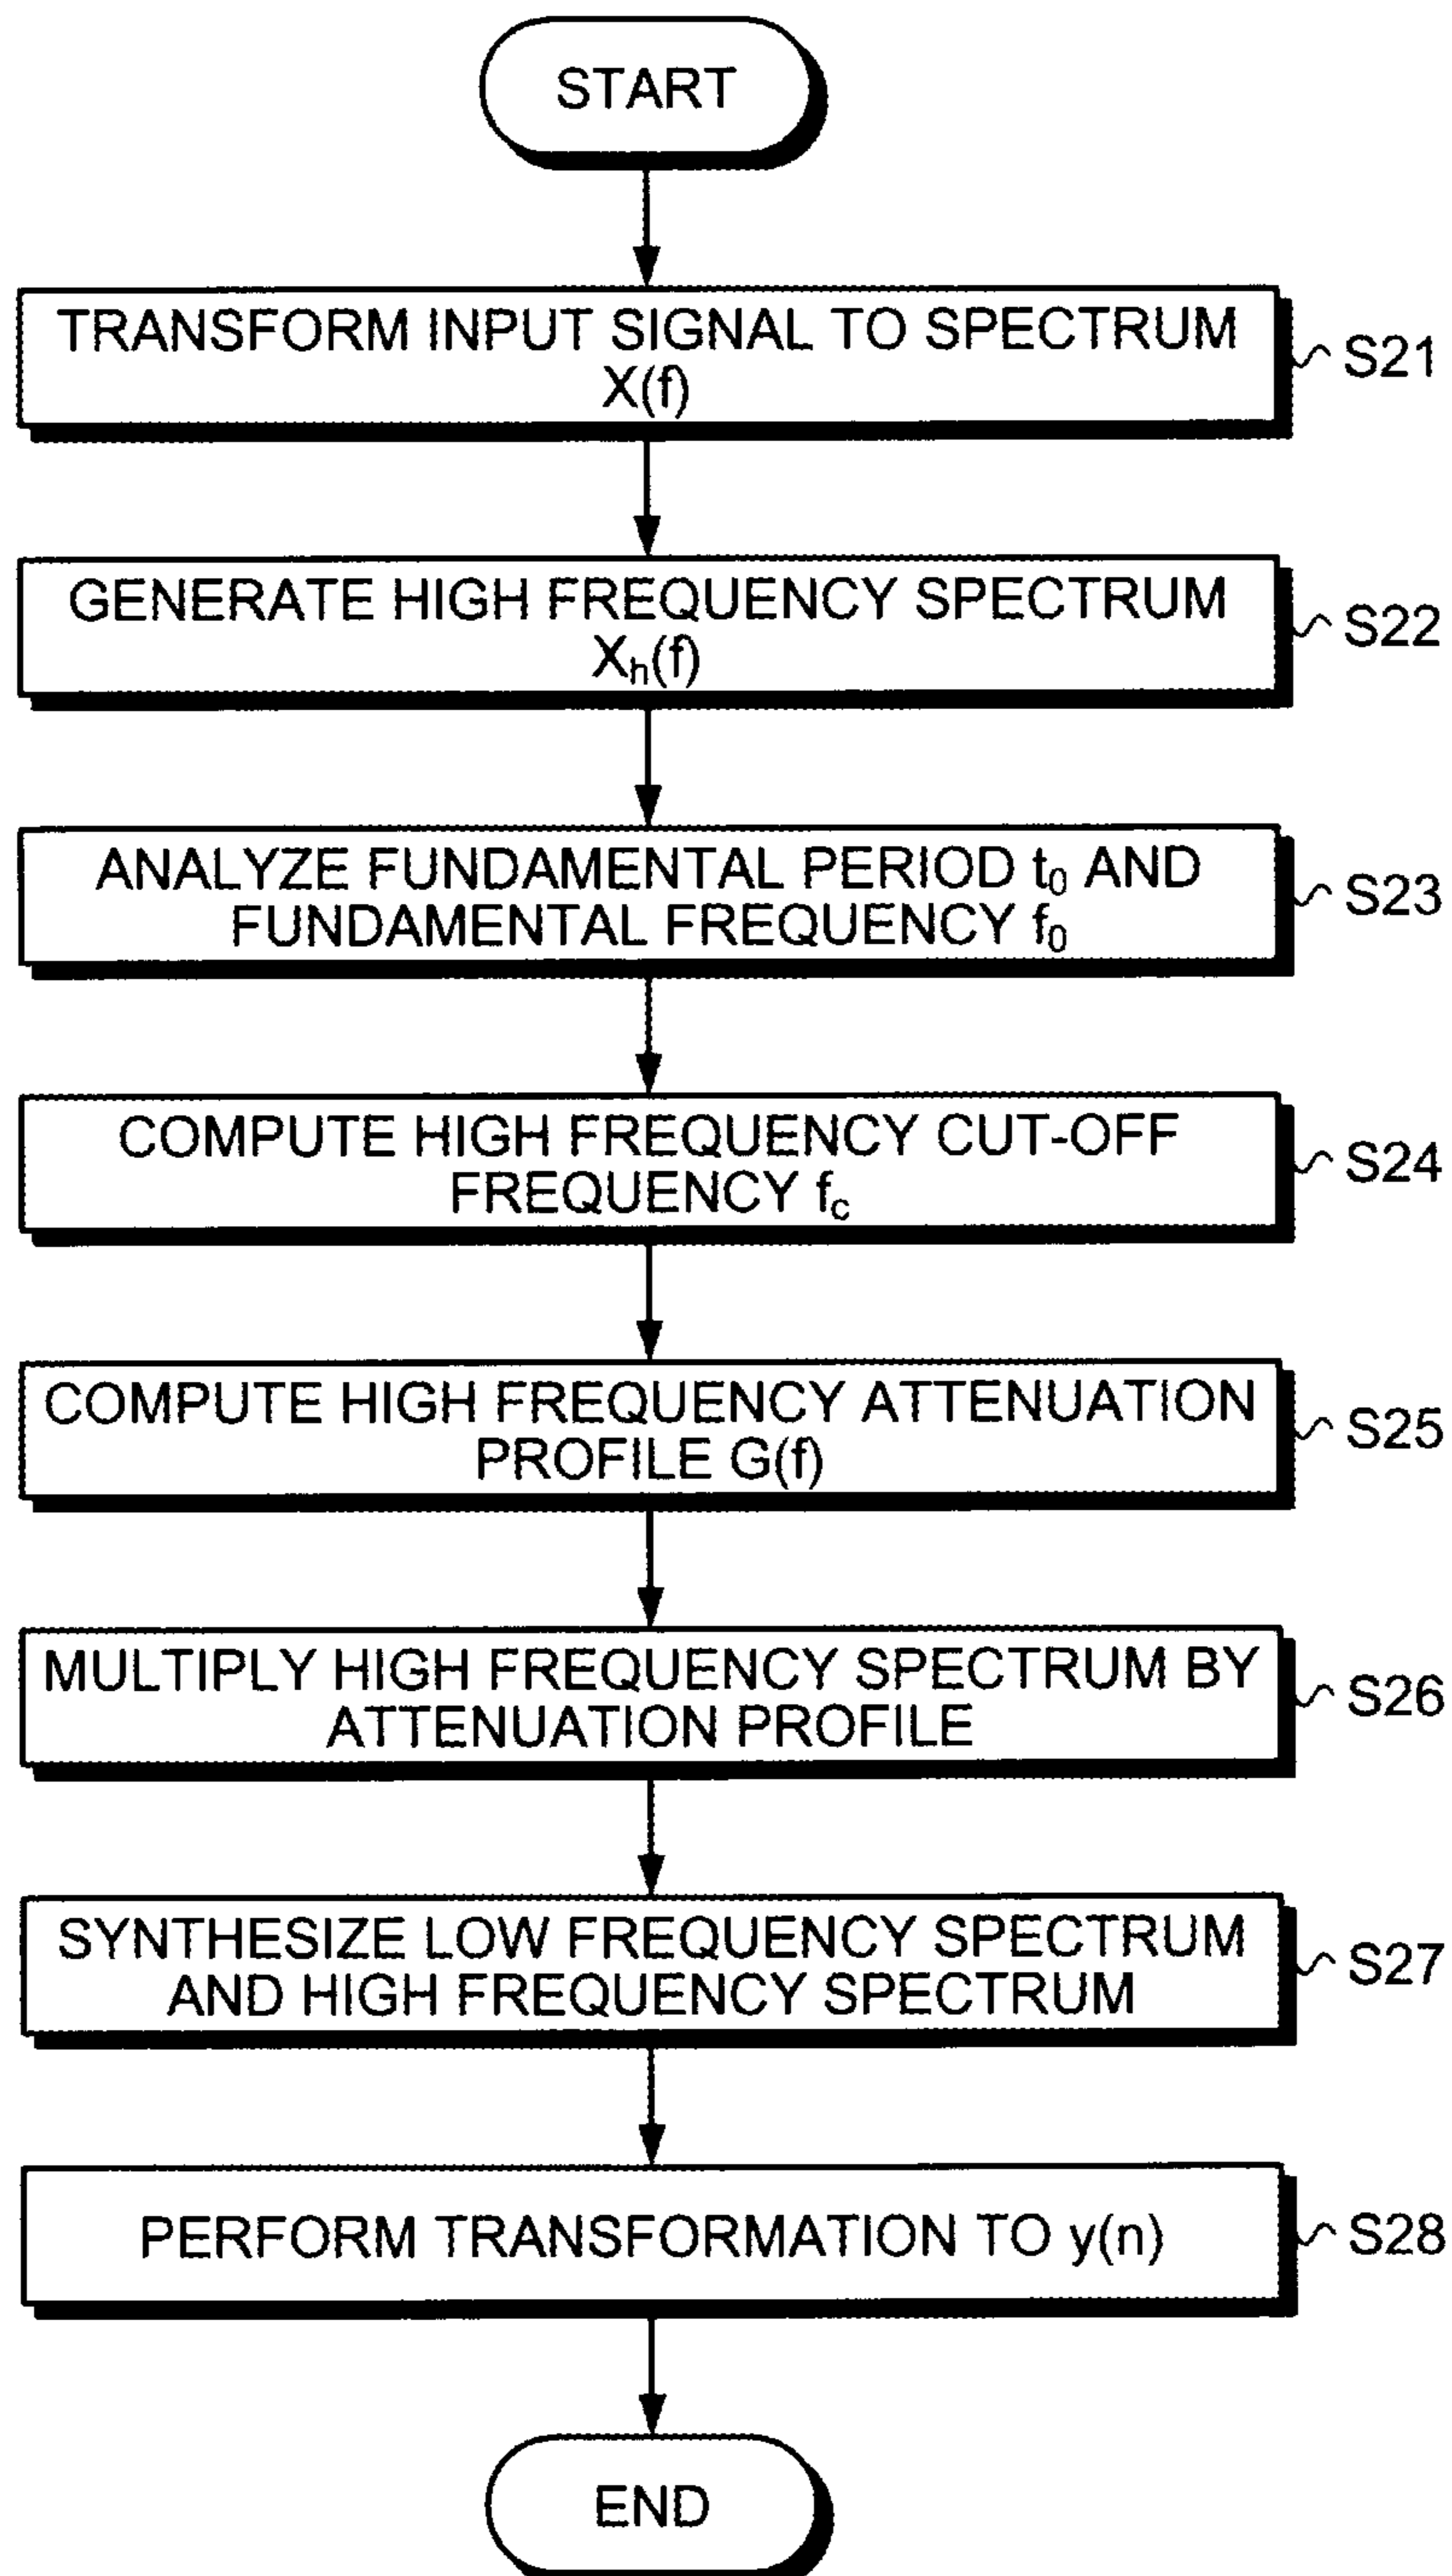 START
TRANSFORM INPUT SIGNAL TO SPECTRUM
X(f)
S21
GENERATE HIGH FREQUENCY SPECTRUM
Xₕ(f)
S22
ANALYZE FUNDAMENTAL PERIOD t₀ AND
FUNDAMENTAL FREQUENCY f₀
S23
COMPUTE HIGH FREQUENCY CUT-OFF
FREQUENCY f_c
S24
COMPUTE HIGH FREQUENCY ATTENUATION
PROFILE G(f)
S25
MULTIPLY HIGH FREQUENCY SPECTRUM BY
ATTENUATION PROFILE
S26
SYNTHESIZE LOW FREQUENCY SPECTRUM
AND HIGH FREQUENCY SPECTRUM
S27
PERFORM TRANSFORMATION TO y(n)
S28
END